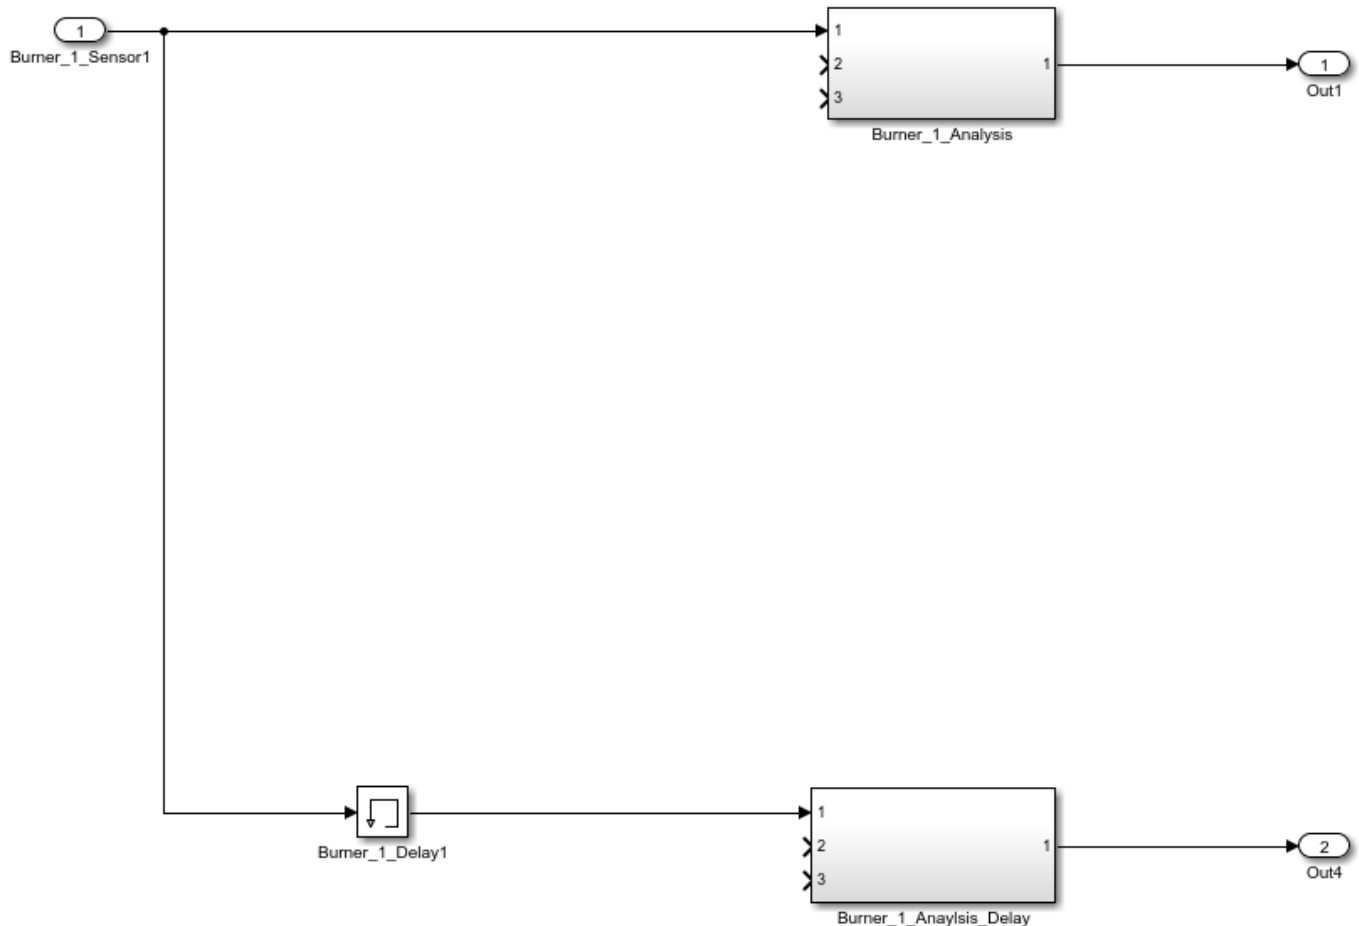 1
Burner_1_Sensor1
1
2
3
1
Burner_1_Analysis
1
Out1
Burner_1_Delay1
1
2
3
1
Burner_1_Anaylsis_Delay
2
Out4